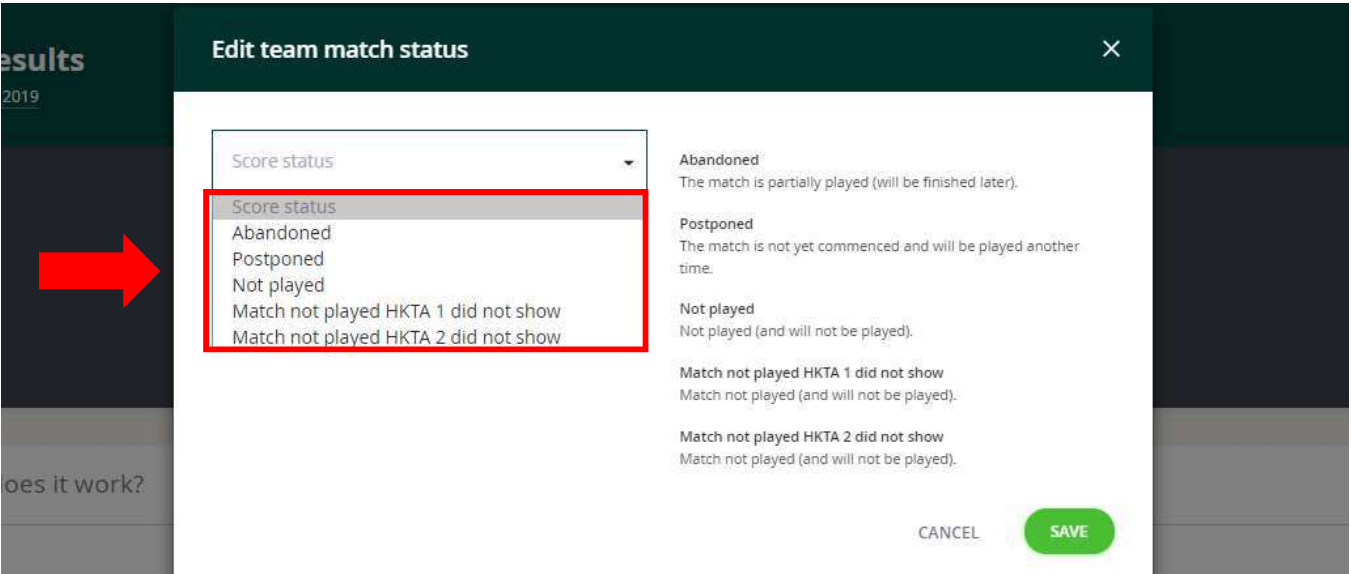 esults
2019
Edit team match status
Score status
Score status
Abandoned
Postponed
Not played
Match not played HKTA 1 did not show
Match not played HKTA 2 did not show
Abandoned
The match is partially played (will be finished later).
Postponed
The match is not yet commenced and will be played another
time.
Not played
Not played (and will not be played).
Match not played HKTA 1 did not show
Match not played (and will not be played).
Match not played HKTA 2 did not show
Match not played (and will not be played).
oes it work?
CANCEL
SAVE